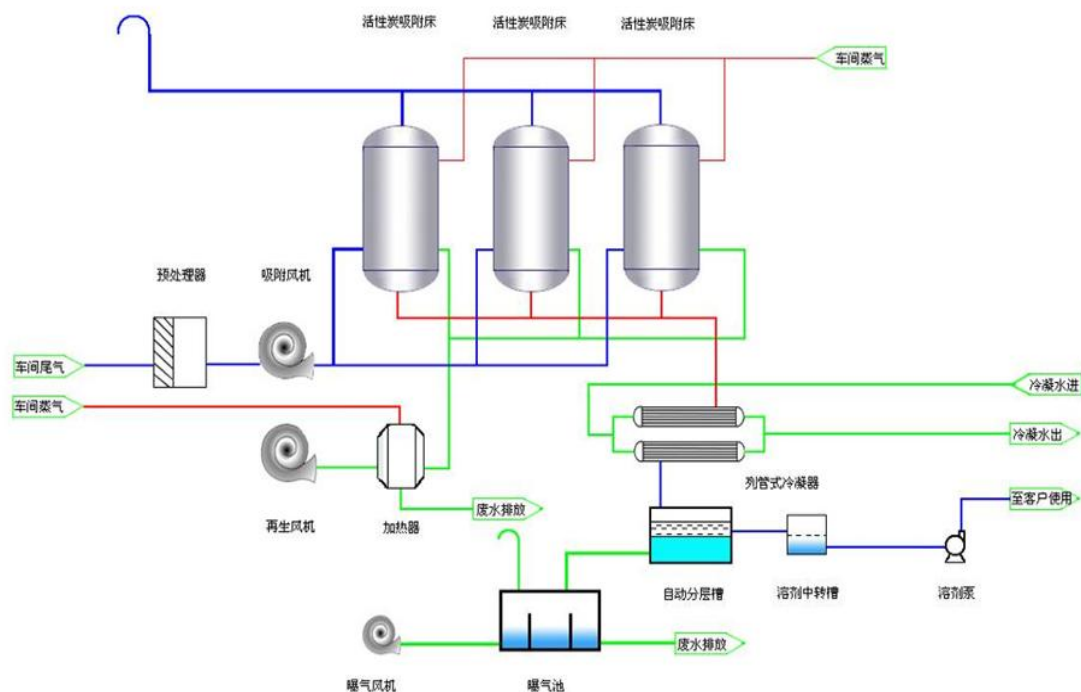 活性炭吸附床
活性炭吸附床
活性炭吸附床
车间蒸气
预处理器
吸附风机
车间尾气
车间蒸气
冷凝水进
冷凝水出
列管式冷凝器
再生风机
加热器
废水排放
至客户使用
自动分层槽
溶剂中转槽
溶剂泵
废水排放
曝气风机
曝气池